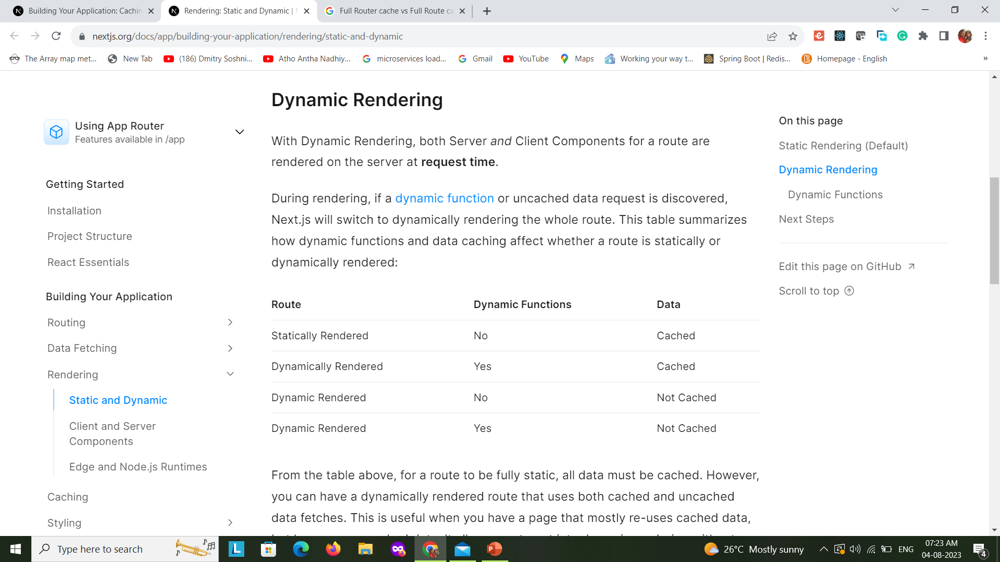 Building Your Application: Cachin
Rendering: Static and Dynamic |
Full Router cache vs Full Route ca
nextjs.org/docs/app/building-your-application/rendering/static-and-dynamic
The Array map met...
New Tab
(186) Dmitry Soshni...
Atho Antha Nadhiy...
microservices load...
Gmail
YouTube
Maps
Working your way t...
Spring Boot | Redis...
Homepage - English
»
Using App Router
Features available in /app
Getting Started
Installation
Project Structure
React Essentials
Building Your Application
Routing
Data Fetching
Rendering
Static and Dynamic
Client and Server
Components
Edge and Node.js Runtimes
Caching
Styling
Dynamic Rendering
With Dynamic Rendering, both Server and Client Components for a route are
rendered on the server at request time.
During rendering, if a dynamic function or uncached data request is discovered,
Next.js will switch to dynamically rendering the whole route. This table summarizes
how dynamic functions and data caching affect whether a route is statically or
dynamically rendered:
Route Dynamic Functions Data
Statically Rendered No Cached
Dynamically Rendered Yes Cached
Dynamic Rendered No Not Cached
Dynamic Rendered Yes Not Cached
From the table above, for a route to be fully static, all data must be cached. However,
you can have a dynamically rendered route that uses both cached and uncached
data fetches. This is useful when you have a page that mostly re-uses cached data,
On this page
Static Rendering (Default)
Dynamic Rendering
Dynamic Functions
Next Steps
Edit this page on GitHub
Scroll to top
Type here to search
26°C Mostly sunny
ENG
07:23 AM
04-08-2023
4